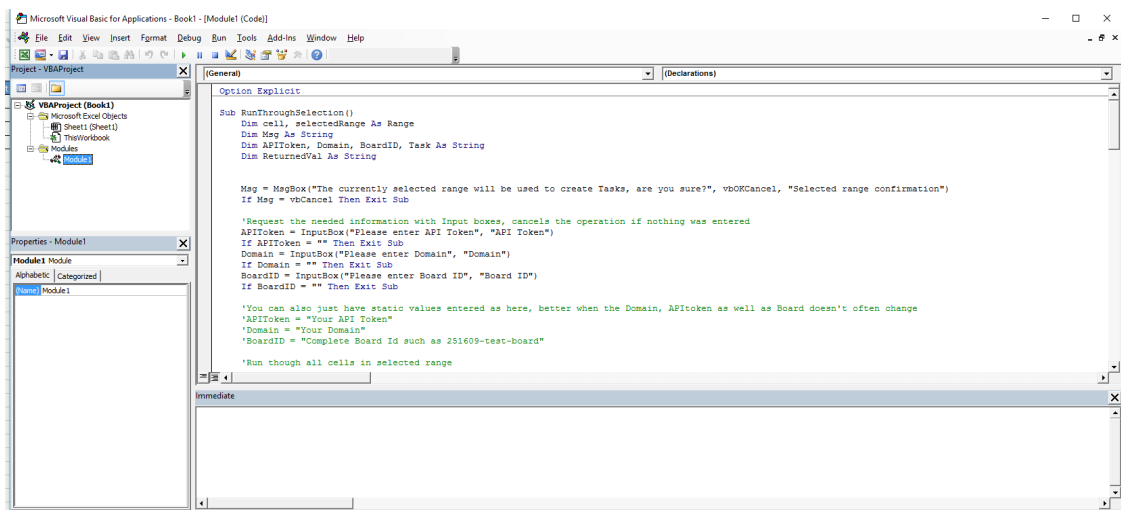 Microsoft Visual Basic for Applications - Book1 - [Module1 (Code)]
File Edit View Insert Format Debug Run Tools Add-Ins Window Help
Project - VBAProject
(General)
(Declarations)
VBAProject (Book1)
Microsoft Excel Objects
Sheet1 (Sheet1)
ThisWorkbook
Modules
Module1
Option Explicit
Sub RunThroughSelection()
Dim cell, selectedRange As Range
Dim Msg As String
Dim APIToken, Domain, BoardID, Task As String
Dim ReturnedVal As String
Msg = MsgBox("The currently selected range will be used to create Tasks, are you sure?", vbOKCancel, "Selected range confirmation")
If Msg = vbCancel Then Exit Sub
'Request the needed information with Input boxes, cancels the operation if nothing was entered
APIToken = InputBox("Please enter API Token", "API Token")
If APIToken = "" Then Exit Sub
Domain = InputBox("Please enter Domain", "Domain")
If Domain = "" Then Exit Sub
BoardID = InputBox("Please enter Board ID", "Board ID")
If BoardID = "" Then Exit Sub
'You can also just have static values entered as here, better when the Domain, APItoken as well as Board doesn't often change
'APIToken = "Your API Token"
'Domain = "Your Domain"
'BoardID = "Complete Board Id such as 251609-test-board"
'Run though all cells in selected range
Properties - Module1
Module1 Module
Alphabetic Categorized
(Name) Module1
Immediate